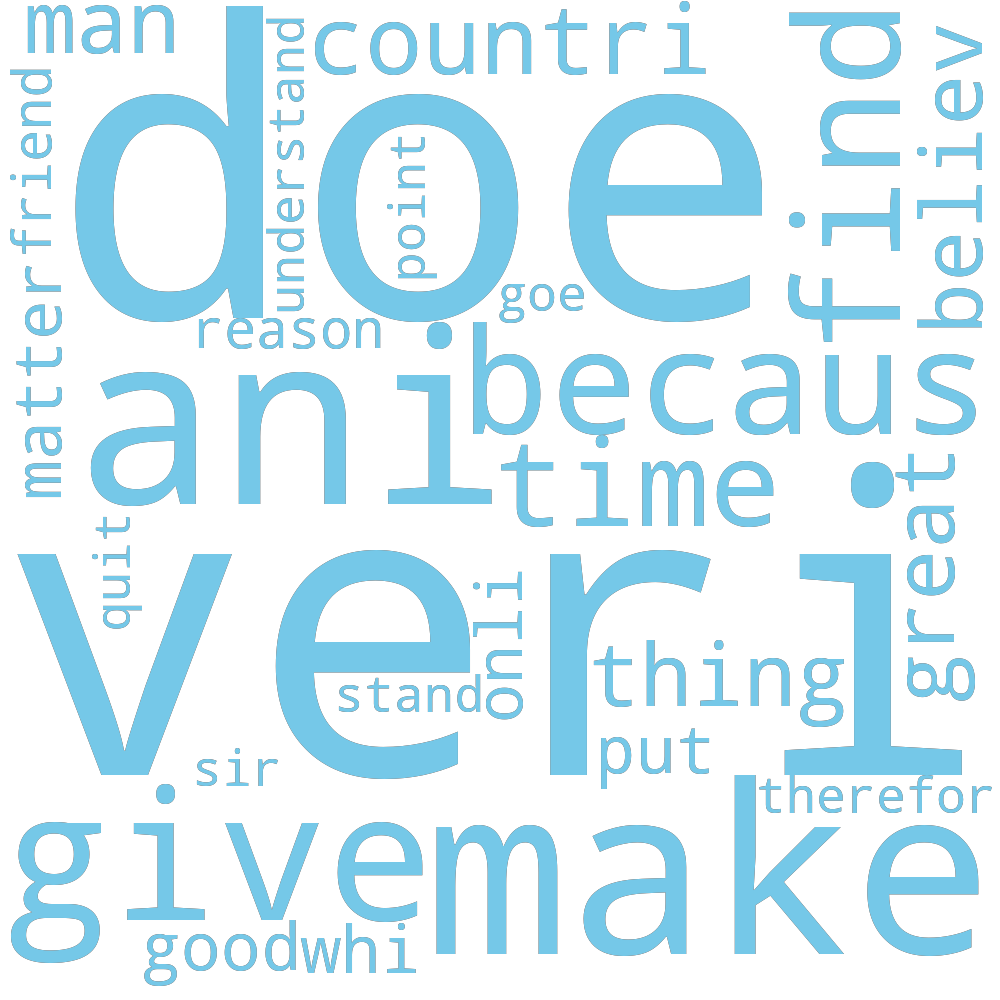 man
countri
doe
understand
point
find
believ
friend
matter
goe
reason
ani
becaus
time
great
quit
veri
onli
thing
stand
put
sir
therefor
give
make
good
whi